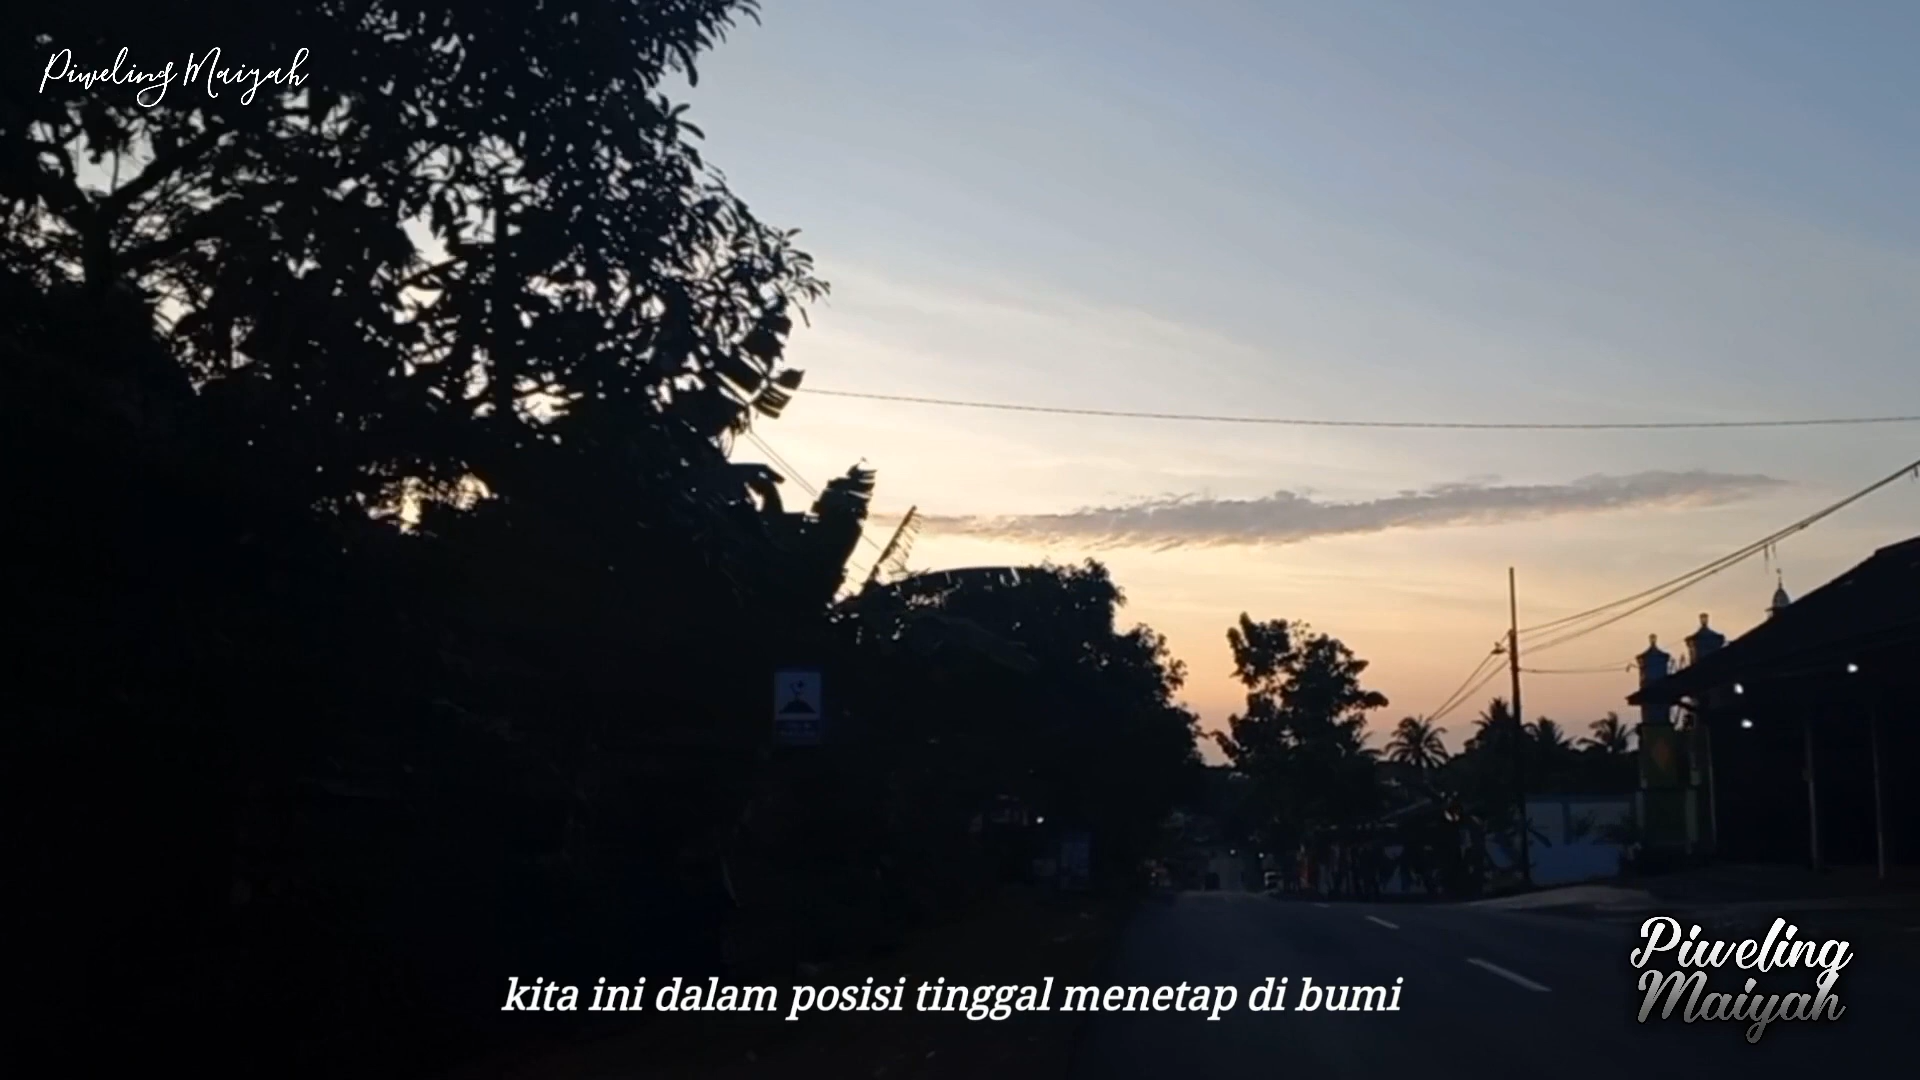 Piweling Maiyah
kita ini dalam posisi tinggal menetap di bumi
Piweling
Maiyah